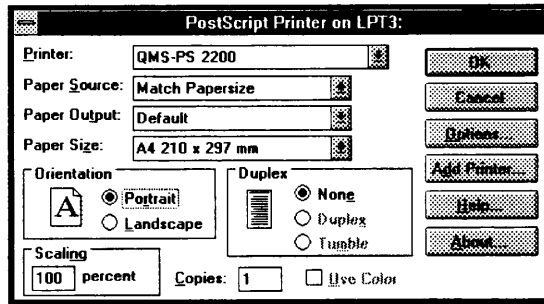 PostScript Printer on LPT3:
Printer: QMS-PS 2200
OK
Paper Source: Match Papersize
Cancel
Paper Output: Default
Options...
Paper Size: A4 210 x 297 mm
Add Printer...
Orientation
Duplex
A
Portrait
None
Help...
Landscape
Duplex
Tumble
About...
Scaling
100 percent
Copies: 1
Use Color